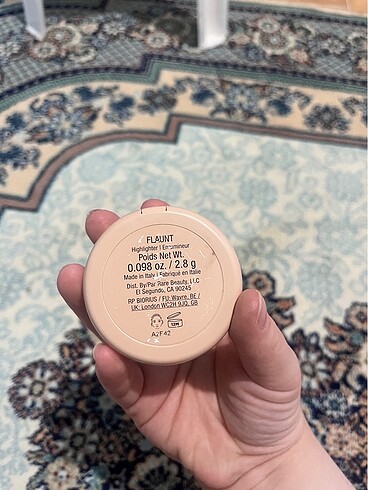 FLAUNT
Highlighter | Enlumineur
Poids Net Wt.
0.098 oz. / 2.8 g
Made in Italy | Fabriqué en Italie
Dist. By/Par Rare Beauty, LLC
El Segundo, CA 90245
RP BIORIUS / EU: Wavre, BE /
UK: London WC2H 9JQ, GB
12M
A2F42